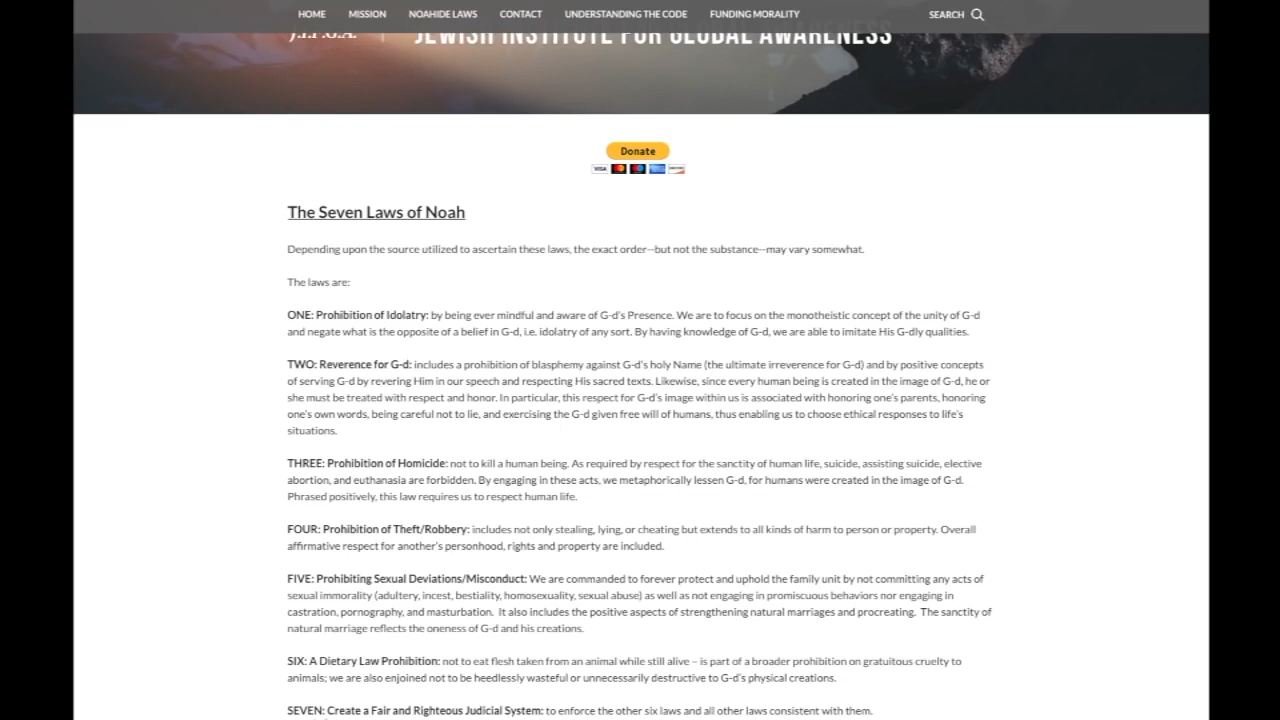 HOME MISSION NOAHIDE LAWS CONTACT UNDERSTANDING THE CODE FUNDING MORALITY SEARCH
J.I.F.G.A. | JEWISH INSTITUTE FOR GLOBAL AWARENESS
Donate
VISA
The Seven Laws of Noah
Depending upon the source utilized to ascertain these laws, the exact order--but not the substance--may vary somewhat.
The laws are:
ONE: Prohibition of Idolatry: by being ever mindful and aware of G-d's Presence. We are to focus on the monotheistic concept of the unity of G-d
and negate what is the opposite of a belief in G-d, i.e. idolatry of any sort. By having knowledge of G-d, we are able to imitate His G-dly qualities.
TWO: Reverence for G-d: includes a prohibition of blasphemy against G-d's holy Name (the ultimate irreverence for G-d) and by positive concepts
of serving G-d by revering Him in our speech and respecting His sacred texts. Likewise, since every human being is created in the image of G-d, he or
she must be treated with respect and honor. In particular, this respect for G-d's image within us is associated with honoring one's parents, honoring
one's own words, being careful not to lie, and exercising the G-d given free will of humans, thus enabling us to choose ethical responses to life's
situations.
THREE: Prohibition of Homicide: not to kill a human being. As required by respect for the sanctity of human life, suicide, assisting suicide, elective
abortion, and euthanasia are forbidden. By engaging in these acts, we metaphorically lessen G-d, for humans were created in the image of G-d.
Phrased positively, this law requires us to respect human life.
FOUR: Prohibition of Theft/Robbery: includes not only stealing, lying, or cheating but extends to all kinds of harm to person or property. Overall
affirmative respect for another's personhood, rights and property are included.
FIVE: Prohibiting Sexual Deviations/Misconduct: We are commanded to forever protect and uphold the family unit by not committing any acts of
sexual immorality (adultery, incest, bestiality, homosexuality, sexual abuse) as well as not engaging in promiscuous behaviors nor engaging in
castration, pornography, and masturbation. It also includes the positive aspects of strengthening natural marriages and procreating. The sanctity of
natural marriage reflects the oneness of G-d and his creations.
SIX: A Dietary Law Prohibition: not to eat flesh taken from an animal while still alive – is part of a broader prohibition on gratuitous cruelty to
animals; we are also enjoined not to be heedlessly wasteful or unnecessarily destructive to G-d's physical creations.
SEVEN: Create a Fair and Righteous Judicial System: to enforce the other six laws and all other laws consistent with them.